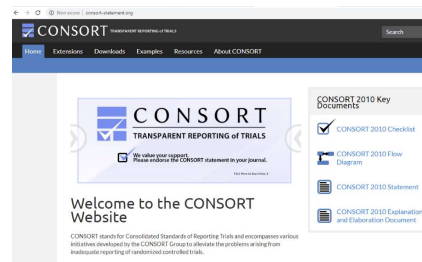 Not secure | consort-statement.org
CONSORT TRANSPARENT REPORTING of TRIALS
Search
Home Extensions Downloads Examples Resources About CONSORT
CONSORT
TRANSPARENT REPORTING of TRIALS
We value your support.
Please endorse the CONSORT statement in your journal.
CONSORT 2010 Key
Documents
CONSORT 2010 Checklist
CONSORT 2010 Flow
Diagram
CONSORT 2010 Statement
CONSORT 2010 Explanation
and Elaboration Document
Welcome to the CONSORT
Website
CONSORT stands for Consolidated Standards of Reporting Trials and encompasses various
initiatives developed by the CONSORT Group to alleviate the problems arising from
inadequate reporting of randomized controlled trials.